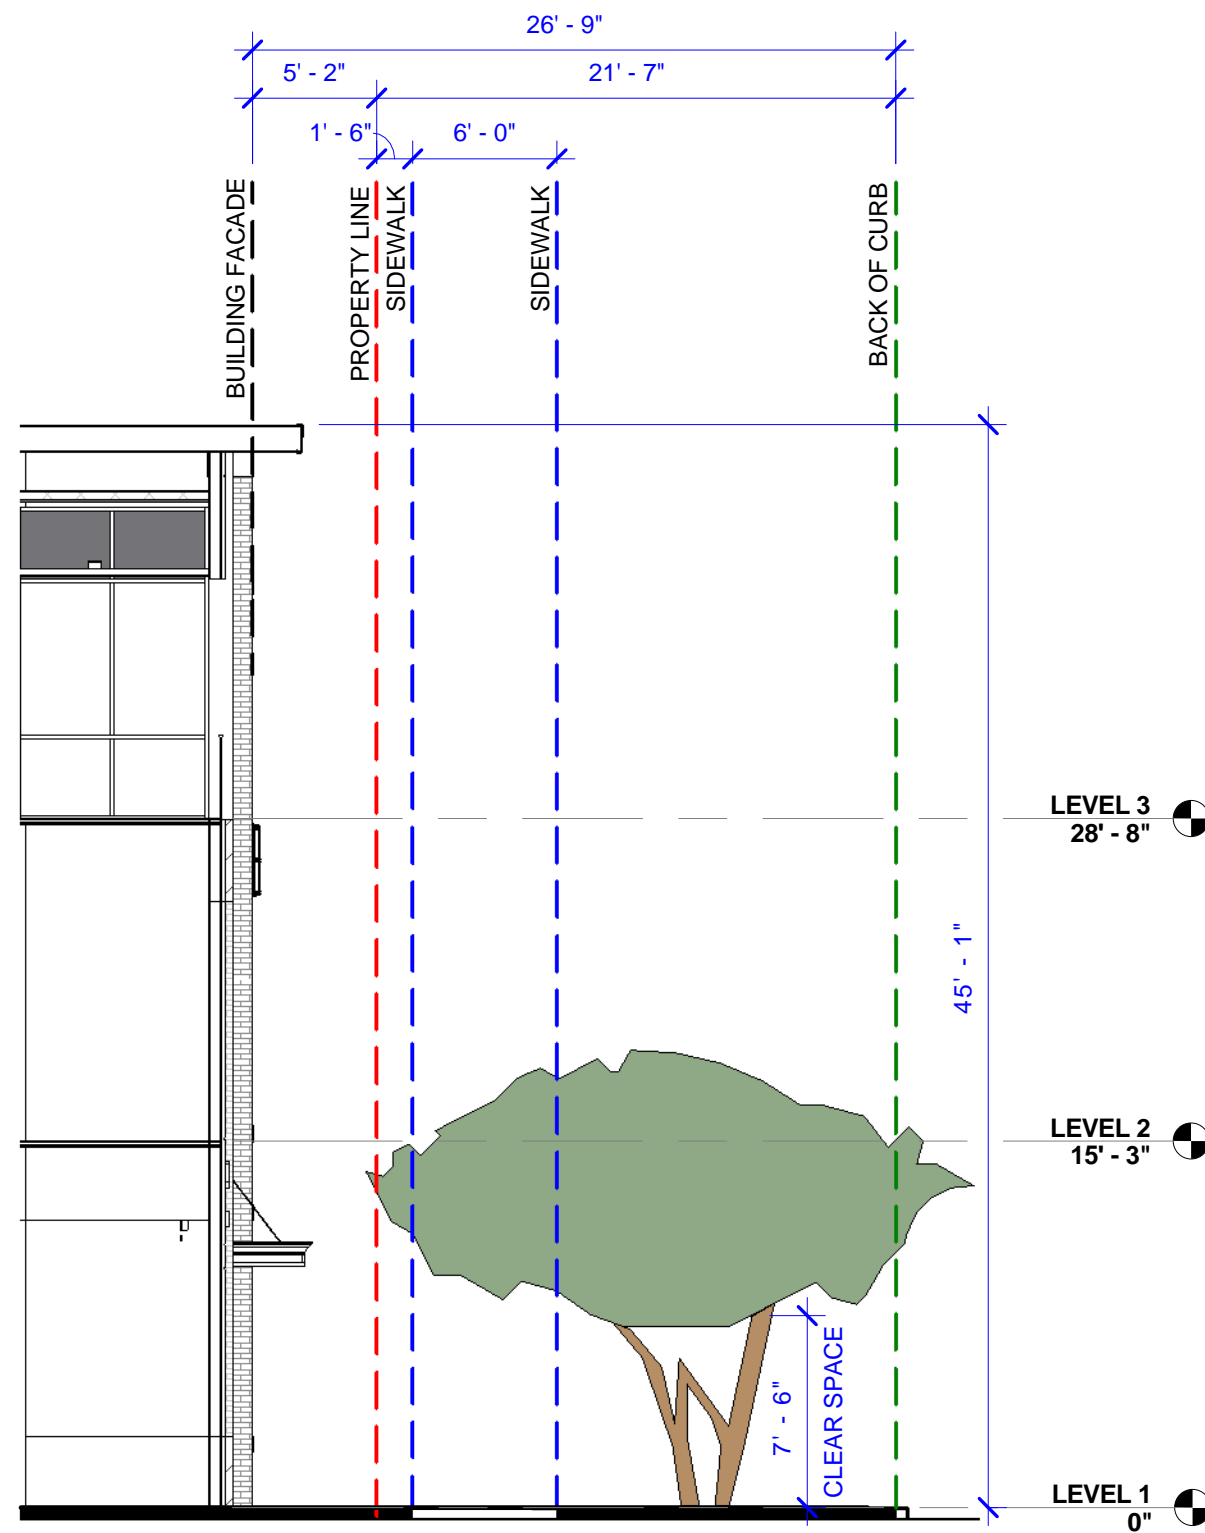 26' - 9"
5' - 2"
21' - 7"
1' - 6"
6' - 0"
BUILDING FACADE
PROPERTY LINE
SIDEWALK
SIDEWALK
BACK OF CURB
LEVEL 3
28' - 8"
45' - 1"
LEVEL 2
15' - 3"
7' - 6"
CLEAR SPACE
LEVEL 1
0"